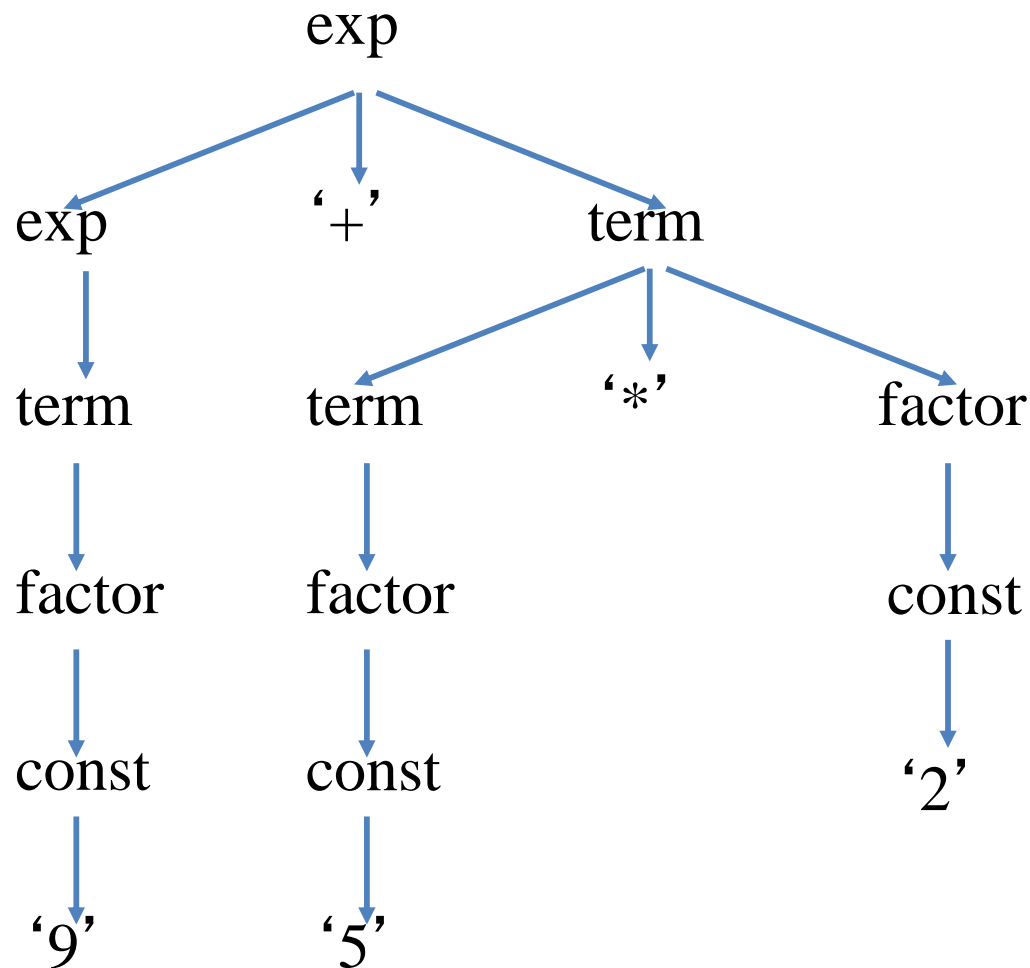 exp
exp ‘+’ term
term term ‘*’ factor
factor factor const
const const ‘2’
‘9’ ‘5’